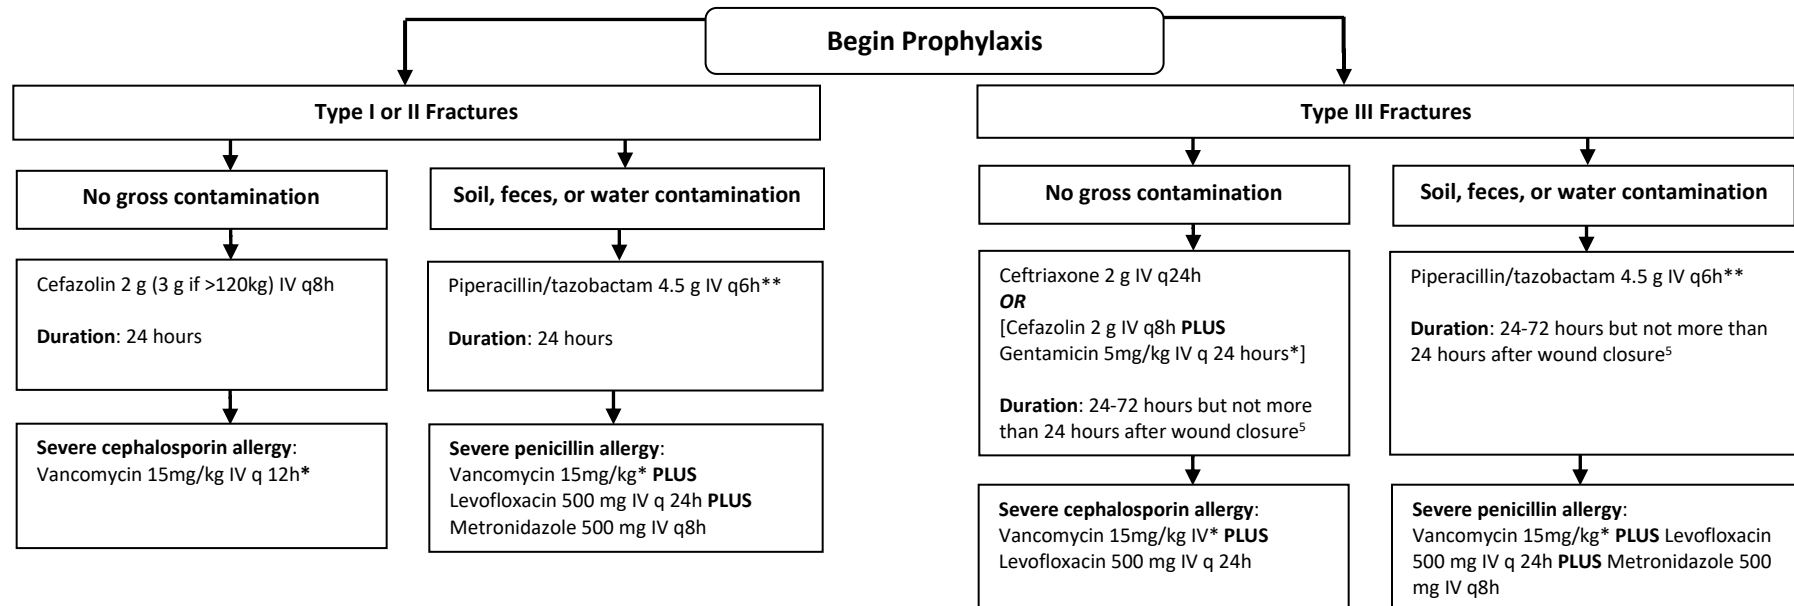 Begin Prophylaxis
Type I or II Fractures
No gross contamination
Cefazolin 2 g (3 g if >120kg) IV q8h
Duration: 24 hours
Severe cephalosporin allergy:
Vancomycin 15mg/kg IV q 12h*
Soil, feces, or water contamination
Piperacillin/tazobactam 4.5 g IV q6h**
Duration: 24 hours
Severe penicillin allergy:
Vancomycin 15mg/kg* PLUS
Levofloxacin 500 mg IV q 24h PLUS
Metronidazole 500 mg IV q8h
Type III Fractures
No gross contamination
Ceftriaxone 2 g IV q24h
OR
[Cefazolin 2 g IV q8h PLUS
Gentamicin 5mg/kg IV q 24 hours*]
Duration: 24-72 hours but not more
than 24 hours after wound closure⁵
Severe cephalosporin allergy:
Vancomycin 15mg/kg IV* PLUS
Levofloxacin 500 mg IV q 24h
Soil, feces, or water contamination
Piperacillin/tazobactam 4.5 g IV q6h**
Duration: 24-72 hours but not more than
24 hours after wound closure⁵
Severe penicillin allergy:
Vancomycin 15mg/kg* PLUS Levofloxacin
500 mg IV q 24h PLUS Metronidazole 500
mg IV q8h